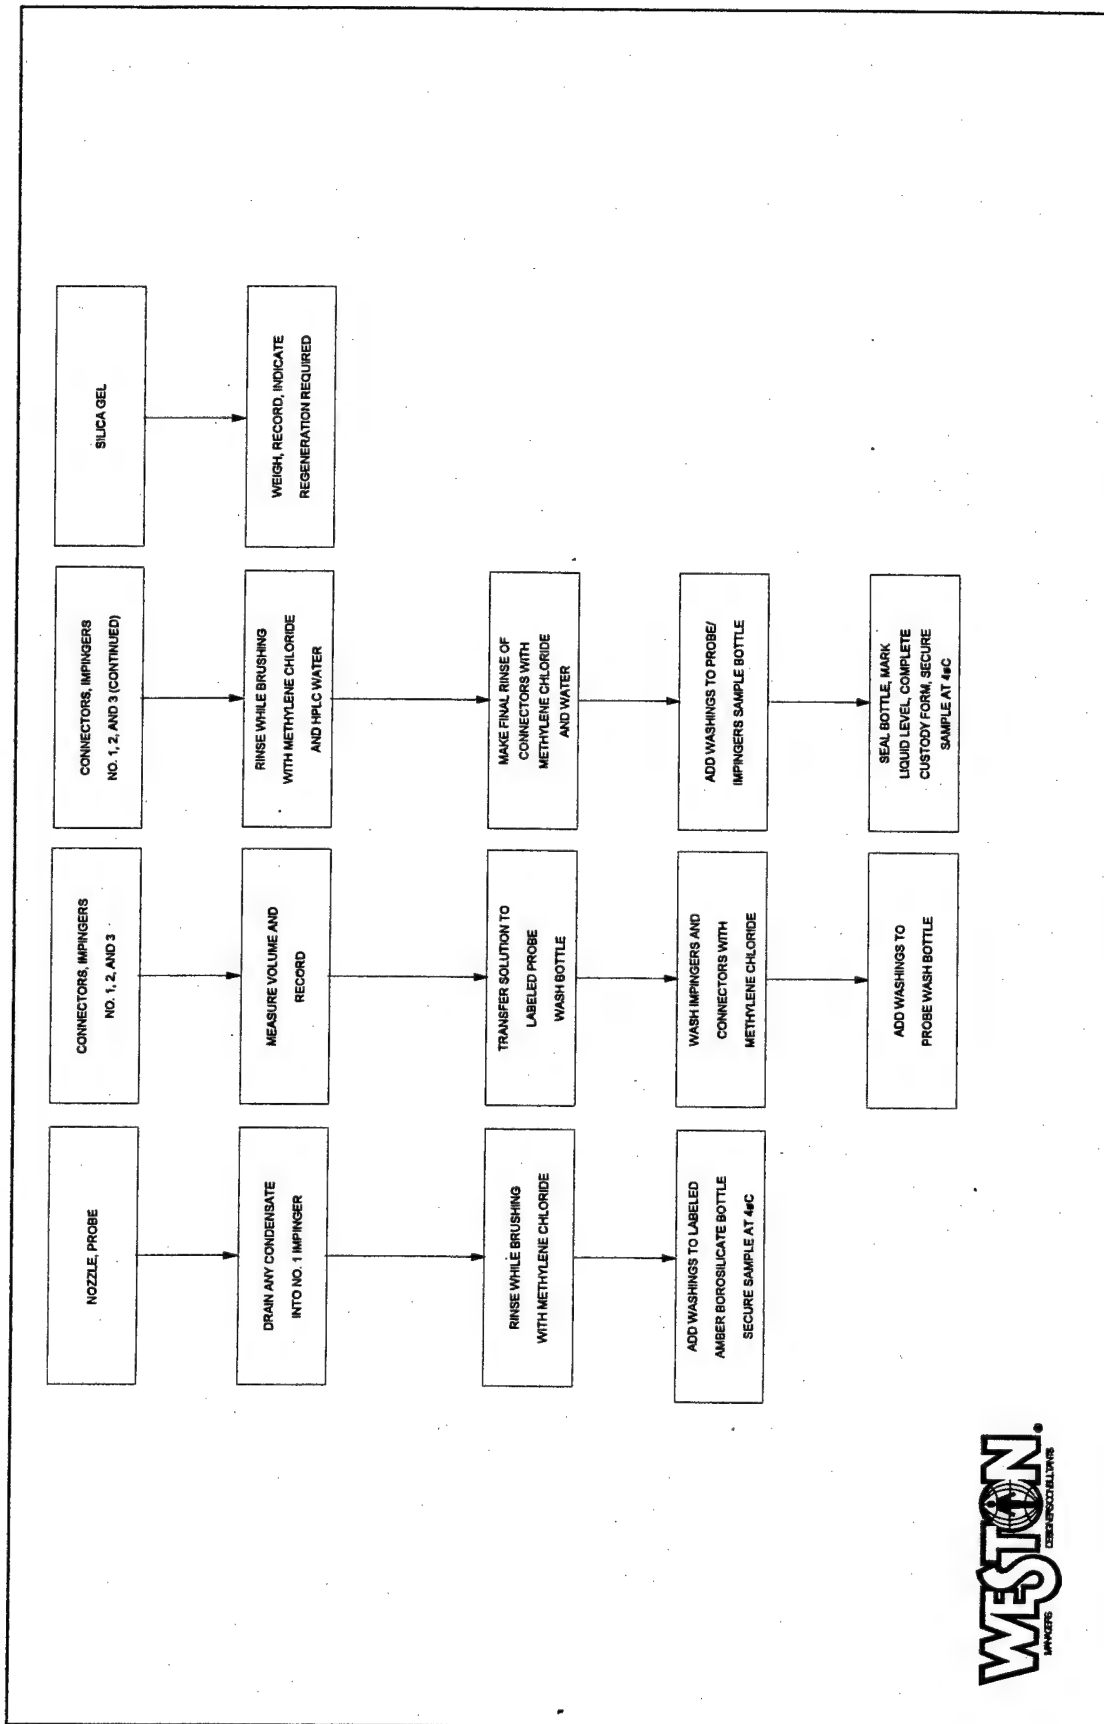 NOZZLE, PROBE
DRAIN ANY CONDENSATE
INTO NO. 1 IMPINGER
RINSE WHILE BRUSHING
WITH METHYLENE CHLORIDE
ADD WASHINGS TO LABELED
AMBER BOROSILICATE BOTTLE
SECURE SAMPLE AT 4øC
CONNECTORS, IMPINGERS
NO. 1, 2, AND 3
MEASURE VOLUME AND
RECORD
TRANSFER SOLUTION TO
LABELED PROBE
WASH BOTTLE
WASH IMPINGERS AND
CONNECTORS WITH
METHYLENE CHLORIDE
ADD WASHINGS TO
PROBE WASH BOTTLE
CONNECTORS, IMPINGERS
NO. 1, 2, AND 3 (CONTINUED)
RINSE WHILE BRUSHING
WITH METHYLENE CHLORIDE
AND HPLC WATER
MAKE FINAL RINSE OF
CONNECTORS WITH
METHYLENE CHLORIDE
AND WATER
ADD WASHINGS TO PROBE/
IMPINGERS SAMPLE BOTTLE
SEAL BOTTLE, MARK
LIQUID LEVEL, COMPLETE
CUSTODY FORM, SECURE
SAMPLE AT 4øC
SILICA GEL
WEIGH, RECORD, INDICATE
REGENERATION REQUIRED
WESTON®
MANAGERS DESIGNERS/CONSULTANTS